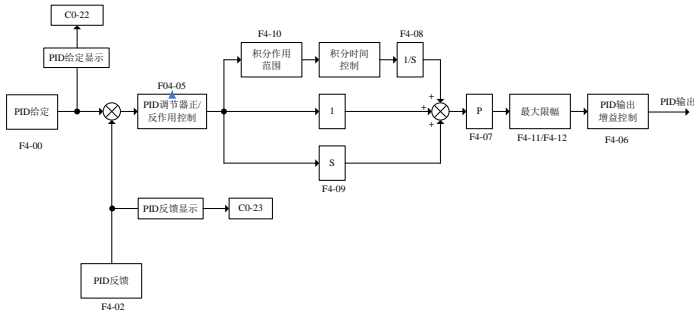 C0-22
PID给定显示
PID给定
F4-00
F04-05
PID调节器正/
反作用控制
F4-10
积分作用
范围
积分时间
控制
F4-08
1/S
1
S
F4-09
+
+
+
P
F4-07
最大限幅
F4-11/F4-12
PID输出
增益控制
F4-06
PID输出
PID反馈显示
C0-23
PID反馈
F4-02